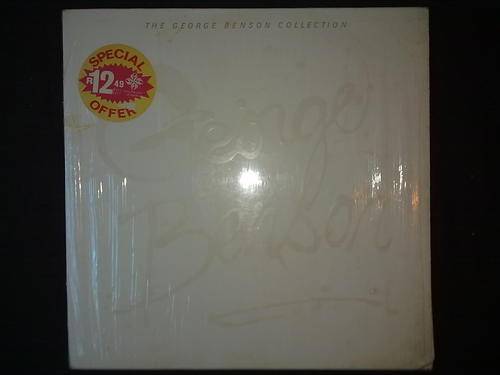 THE GEORGE BENSON COLLECTION
SPECIAL
R12.49
OFFER
George
Benson